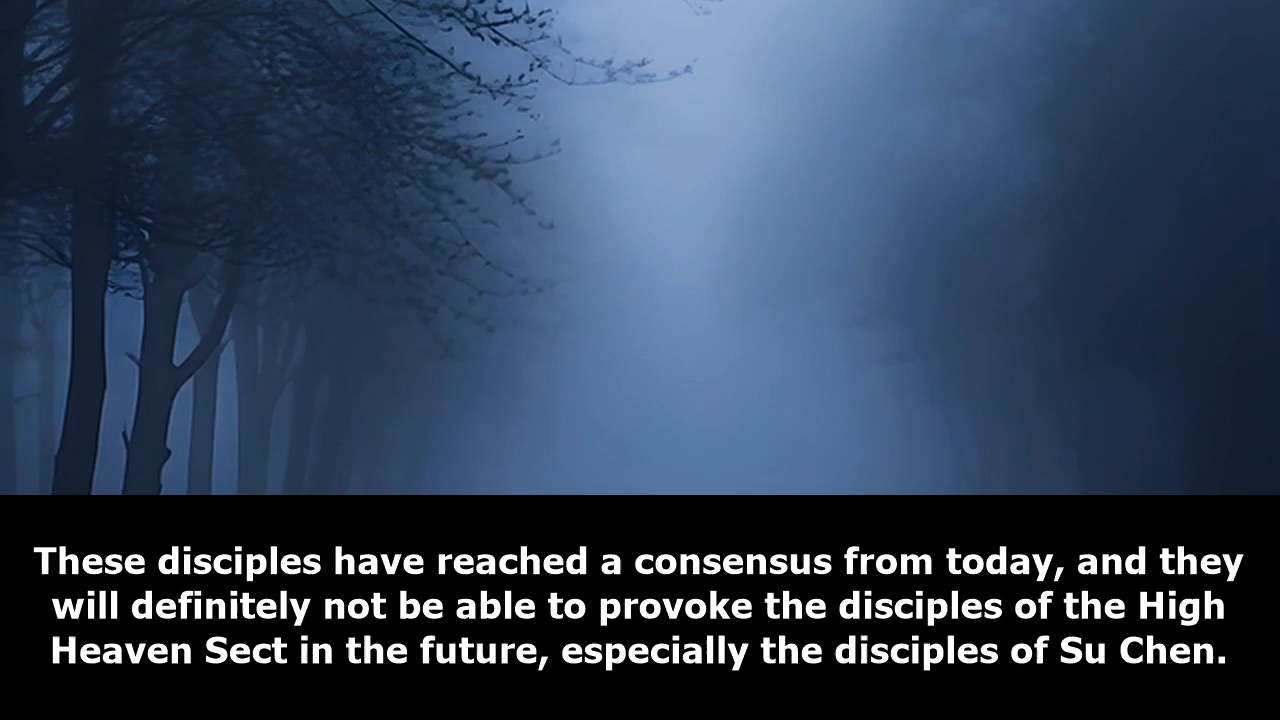 These disciples have reached a consensus from today, and they
will definitely not be able to provoke the disciples of the High
Heaven Sect in the future, especially the disciples of Su Chen.